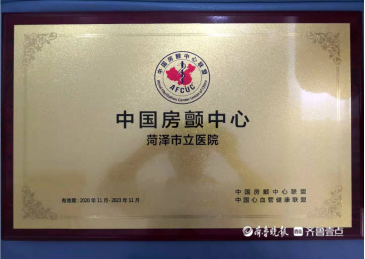 中国房颤中心联盟
AFCUC
中国房颤中心
菏泽市立医院
有效期：2020年11月-2023年11月
中国房颤中心联盟
中国心血管健康联盟
齐鲁晚报 齐鲁壹点